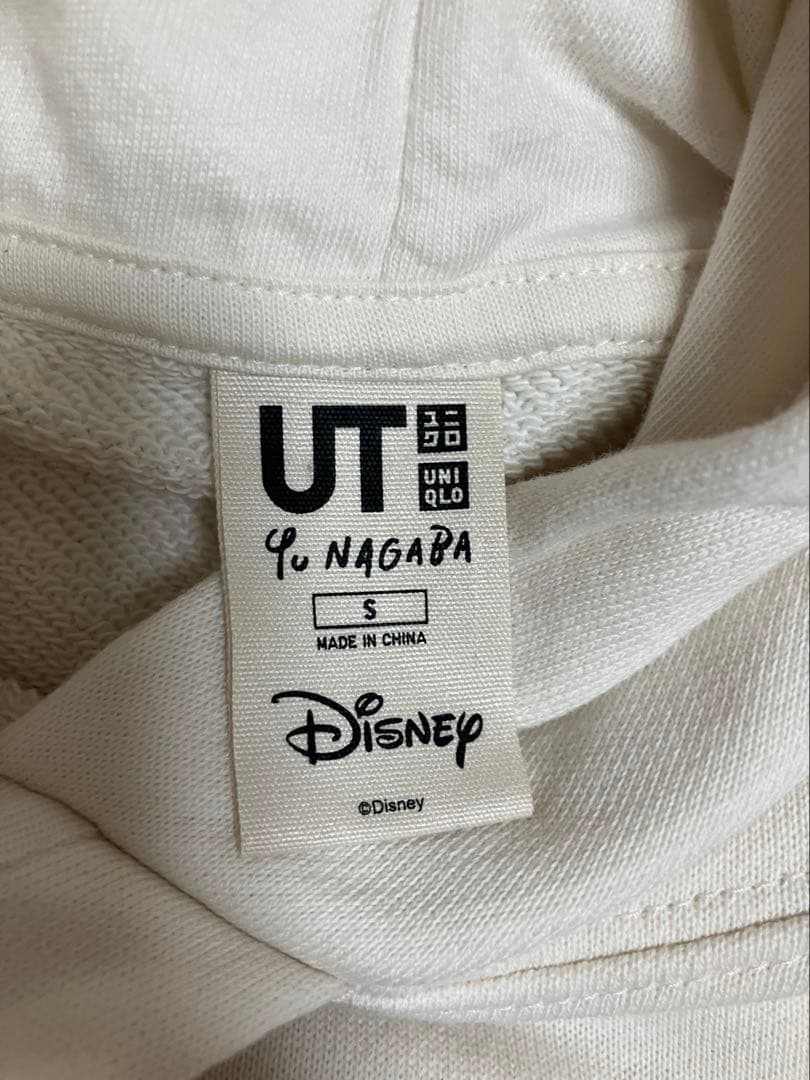 UT
ユニ
クロ
UNI
QLO
Yu NAGABA
S
MADE IN CHINA
Disney
©Disney